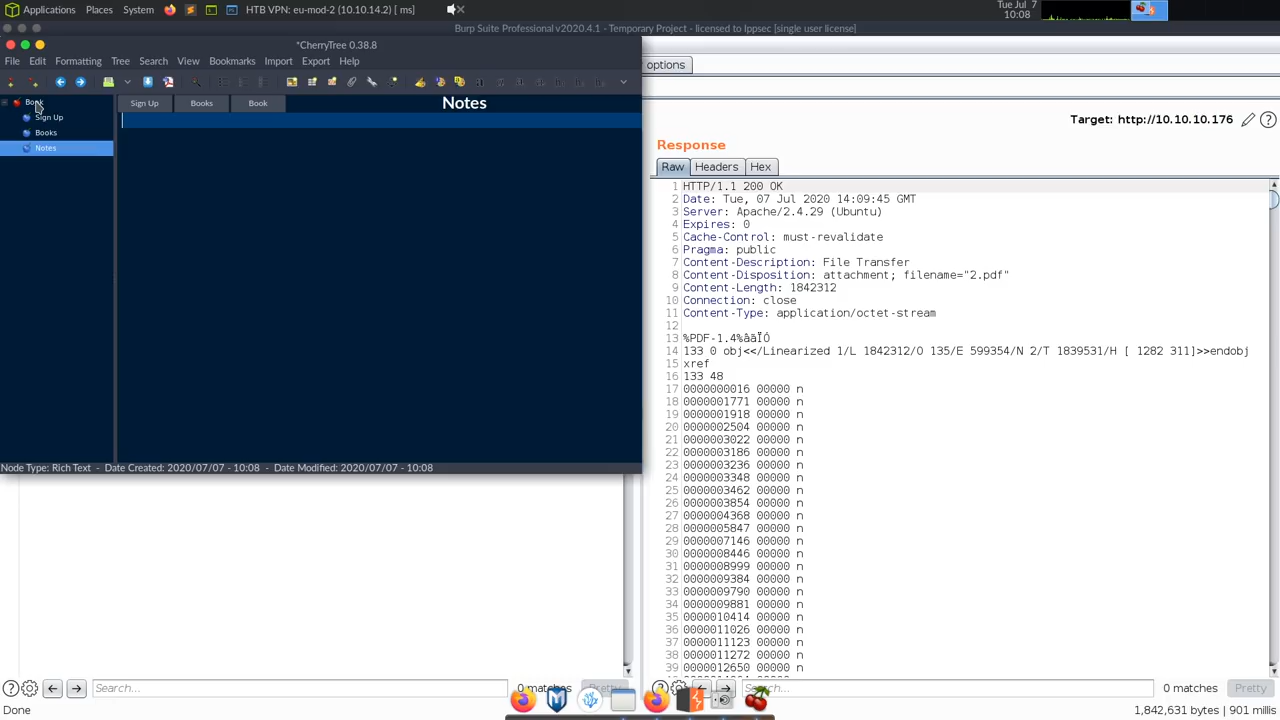 Applications Places System HTB VPN: eu-mod-2 (10.10.14.2) [ ms] Tue Jul 7
10:08
Burp Suite Professional v2020.4.1 - Temporary Project - licensed to Ippsec [single user license]
*CherryTree 0.38.8
File Edit Formatting Tree Search View Bookmarks Import Export Help
options
Book
Sign Up
Books
Notes
Sign Up Books Book
Notes
Node Type: Rich Text - Date Created: 2020/07/07 - 10:08 - Date Modified: 2020/07/07 - 10:08
Target: http://10.10.10.176
Response
Raw Headers Hex
1 HTTP/1.1 200 OK
2 Date: Tue, 07 Jul 2020 14:09:45 GMT
3 Server: Apache/2.4.29 (Ubuntu)
4 Expires: 0
5 Cache-Control: must-revalidate
6 Pragma: public
7 Content-Description: File Transfer
8 Content-Disposition: attachment; filename="2.pdf"
9 Content-Length: 1842312
10 Connection: close
11 Content-Type: application/octet-stream
12
13 %PDF-1.4%âãÏÓ
14 133 0 obj<</Linearized 1/L 1842312/O 135/E 599354/N 2/T 1839531/H [ 1282 311]>>endobj
15 xref
16 133 48
17 0000000016 00000 n
18 0000001771 00000 n
19 0000001918 00000 n
20 0000002504 00000 n
21 0000003022 00000 n
22 0000003186 00000 n
23 0000003236 00000 n
24 0000003348 00000 n
25 0000003462 00000 n
26 0000003854 00000 n
27 0000004368 00000 n
28 0000005847 00000 n
29 0000007146 00000 n
30 0000008446 00000 n
31 0000008999 00000 n
32 0000009384 00000 n
33 0000009790 00000 n
34 0000009881 00000 n
35 0000010414 00000 n
36 0000011026 00000 n
37 0000011123 00000 n
38 0000011272 00000 n
39 0000012650 00000 n
Search... 0 matches Pretty
Search... 0 matches Pretty
Done 1,842,631 bytes | 901 millis